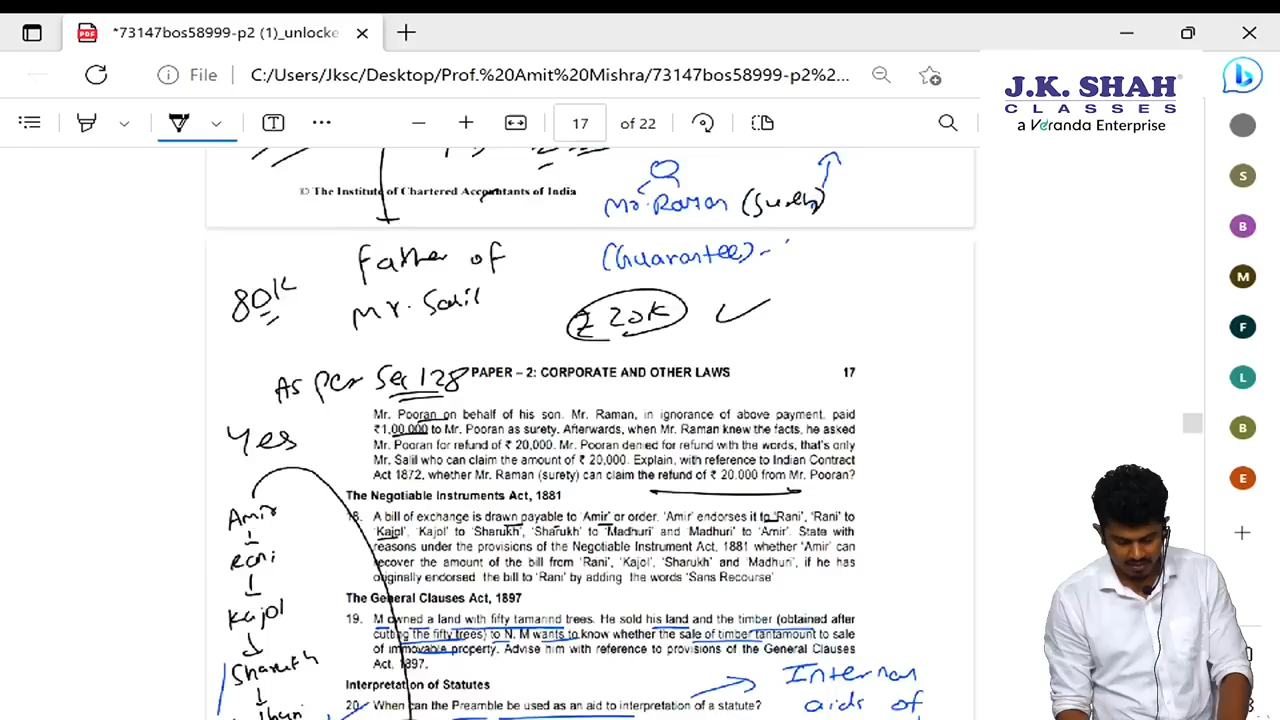 *73147bos58999-p2 (1)_unlocke
File
C:/Users/Jksc/Desktop/Prof.%20Amit%20Mishra/73147bos58999-p2%2...
J.K. SHAH
CLASSES
a Veranda Enterprise
17 of 22
© The Institute of Chartered Accountants of India
Mr. Raman (Surety)
(Guarantee)
80K
Father of
Mr. Salil
₹ 20K
As per Sec 128
PAPER – 2: CORPORATE AND OTHER LAWS 17
Mr. Pooran on behalf of his son. Mr. Raman, in ignorance of above payment, paid
₹1,00,000 to Mr. Pooran as surety. Afterwards, when Mr. Raman knew the facts, he asked
Mr. Pooran for refund of ₹ 20,000. Mr. Pooran denied for refund with the words, that's only
Mr. Salil who can claim the amount of ₹ 20,000. Explain, with reference to Indian Contract
Act 1872, whether Mr. Raman (surety) can claim the refund of ₹ 20,000 from Mr. Pooran?
Yes
The Negotiable Instruments Act, 1881
18. A bill of exchange is drawn payable to 'Amir' or order. 'Amir' endorses it to 'Rani', 'Rani' to
'Kajol', 'Kajol' to 'Sharukh', 'Sharukh' to 'Madhuri' and 'Madhuri' to 'Amir'. State with
reasons under the provisions of the Negotiable Instrument Act, 1881 whether 'Amir' can
recover the amount of the bill from 'Rani', 'Kajol', 'Sharukh' and 'Madhuri', if he has
originally endorsed the bill to 'Rani' by adding the words 'Sans Recourse'
Amir
Rani
Kajol
Sharukh
The General Clauses Act, 1897
19. M owned a land with fifty tamarind trees. He sold his land and the timber (obtained after
cutting the fifty trees) to N. M wants to know whether the sale of timber tantamount to sale
of immovable property. Advise him with reference to provisions of the General Clauses
Act, 1897.
Interpretation of Statutes
20. When can the Preamble be used as an aid to interpretation of a statute?
Internal
aids of
S
B
M
F
L
B
E